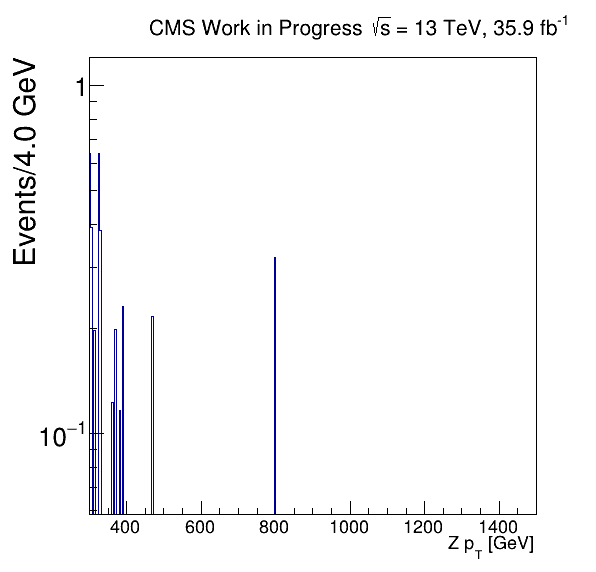 CMS Work in Progress √s = 13 TeV, 35.9 fb⁻¹
Events/4.0 GeV
1
10⁻¹
400 600 800 1000 1200 1400
Z p_T [GeV]